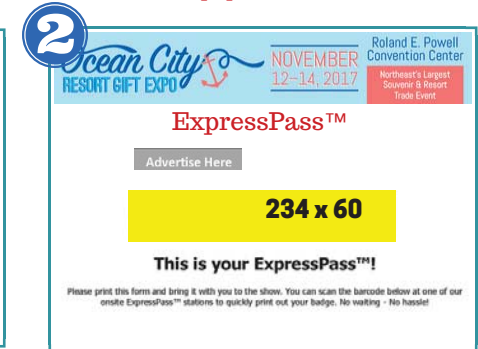 2
Ocean City
RESORT GIFT EXPO
NOVEMBER
12–14, 2017
Roland E. Powell
Convention Center
Northeast's Largest
Souvenir & Resort
Trade Event
ExpressPass™
Advertise Here
234 x 60
This is your ExpressPass™!
Please print this form and bring it with you to the show. You can scan the barcode below at one of our
onsite ExpressPass™ stations to quickly print out your badge. No waiting - No hassle!